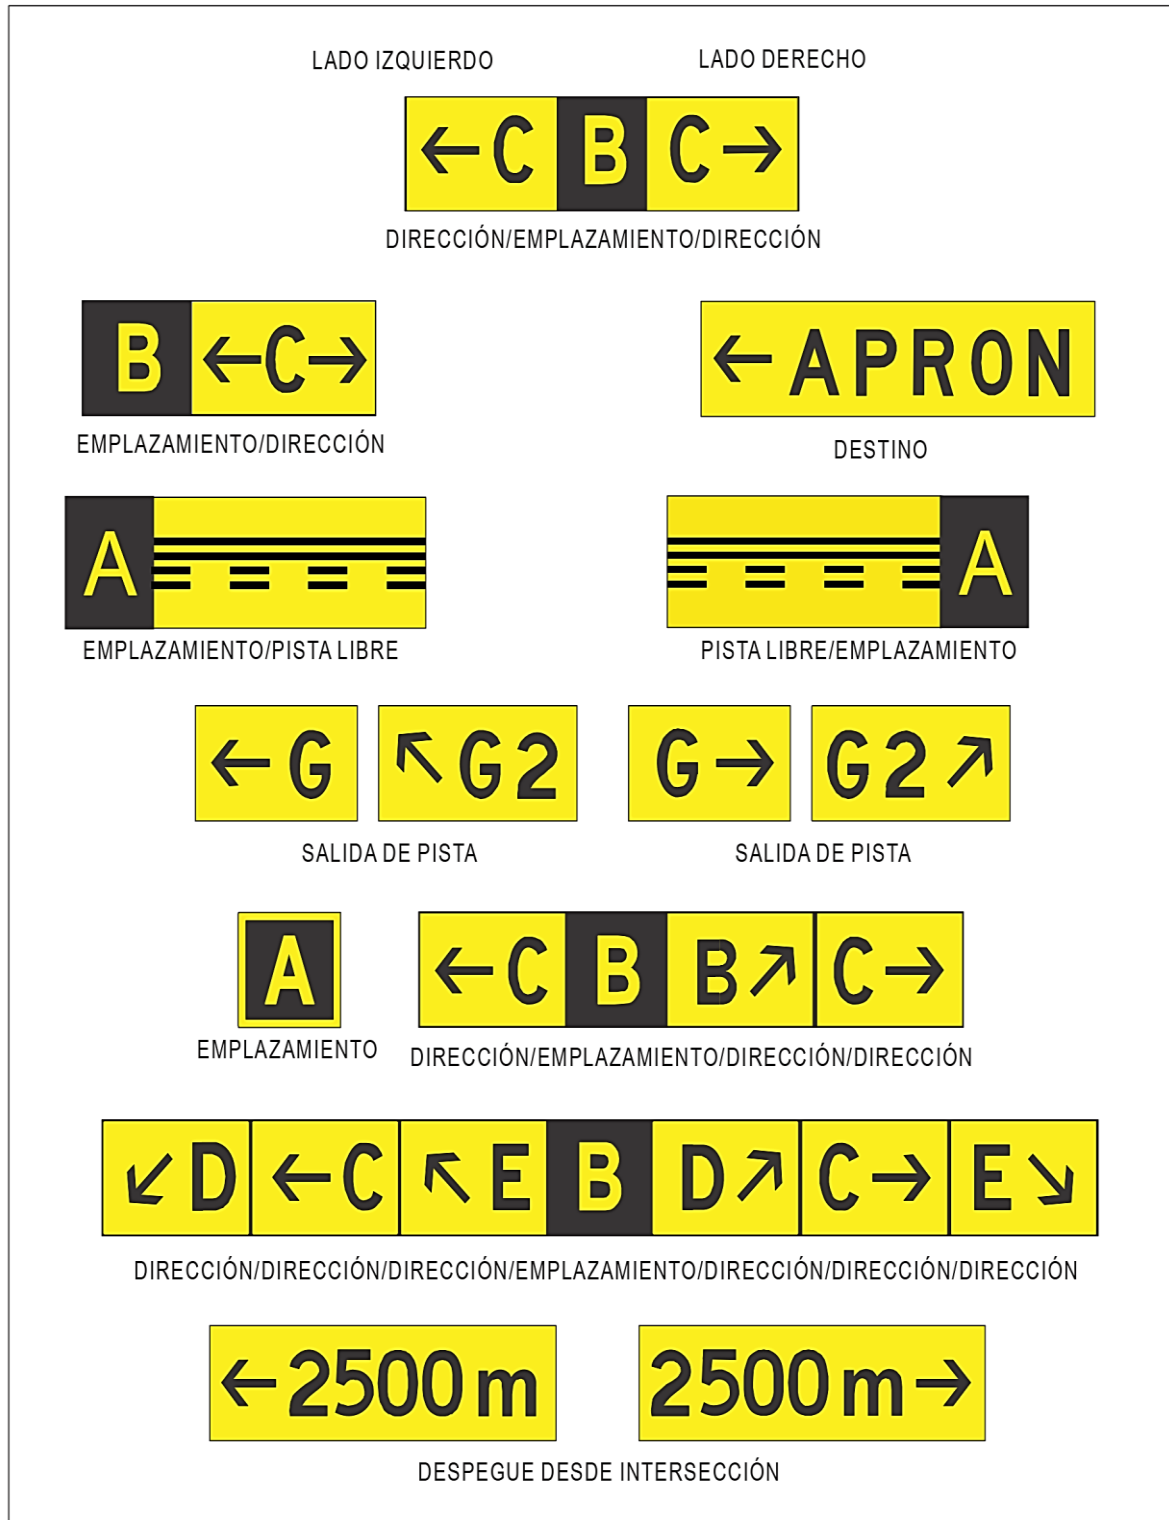 LADO IZQUIERDO LADO DERECHO
←C B C→
DIRECCIÓN/EMPLAZAMIENTO/DIRECCIÓN
B ←C→ ←APRON
EMPLAZAMIENTO/DIRECCIÓN DESTINO
A A
EMPLAZAMIENTO/PISTA LIBRE PISTA LIBRE/EMPLAZAMIENTO
←G ↖G2 G→ G2↗
SALIDA DE PISTA SALIDA DE PISTA
A ←C B B↗ C→
EMPLAZAMIENTO DIRECCIÓN/EMPLAZAMIENTO/DIRECCIÓN/DIRECCIÓN
↙D ←C ↖E B D↗ C→ E↘
DIRECCIÓN/DIRECCIÓN/DIRECCIÓN/EMPLAZAMIENTO/DIRECCIÓN/DIRECCIÓN/DIRECCIÓN
←2500m 2500m→
DESPEGUE DESDE INTERSECCIÓN